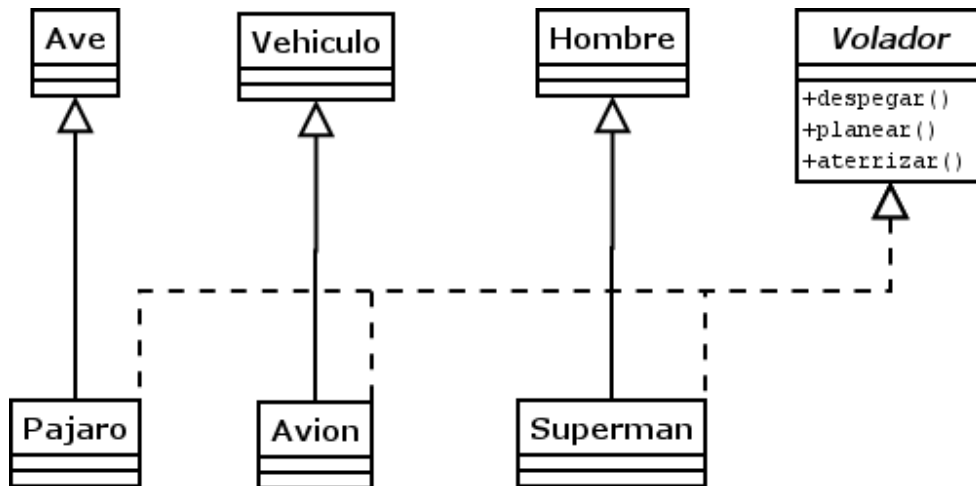 Ave
Vehiculo
Hombre
Volador
+despegar()
+planear()
+aterrizar()
Pajaro
Avion
Superman